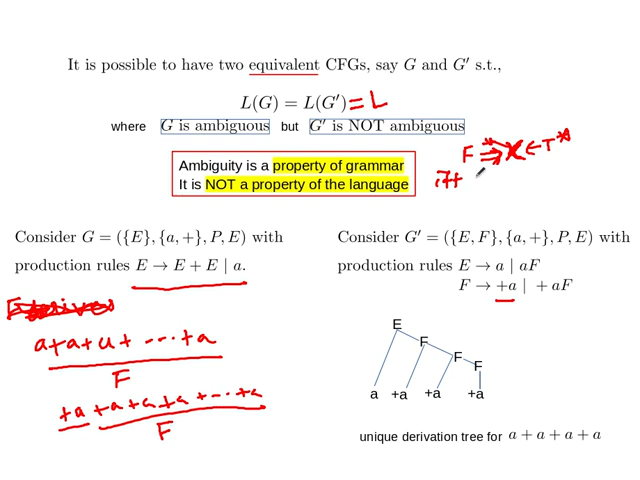 It is possible to have two equivalent CFGs, say G and G′ s.t.,
L(G) = L(G′) = L
where G is ambiguous but G′ is NOT ambiguous
Ambiguity is a property of grammar
It is NOT a property of the language
F ⇒ x ∈ T*
iff
Consider G = ({E}, {a, +}, P, E) with
production rules E → E + E | a.
a+a+a+ ··· +a
F
+a +a+a+a+ ··· +a
F
Consider G′ = ({E, F}, {a, +}, P, E) with
production rules E → a | aF
F → +a | + aF
E
F
F
F
a +a +a +a
unique derivation tree for a + a + a + a